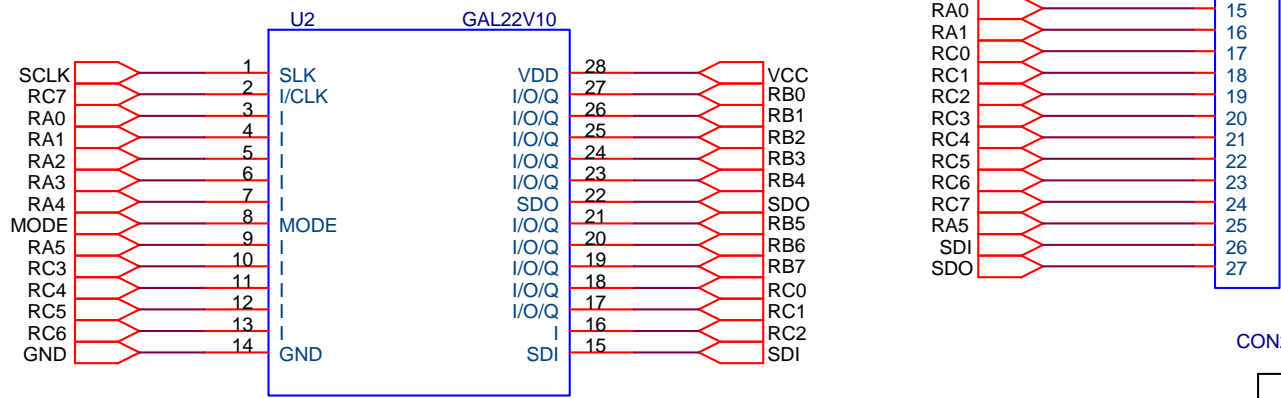 U2 GAL22V10
SCLK 1 SLK VDD 28 VCC
RC7 2 I/CLK I/O/Q 27 RB0
RA0 3 I I/O/Q 26 RB1
RA1 4 I I/O/Q 25 RB2
RA2 5 I I/O/Q 24 RB3
RA3 6 I I/O/Q 23 RB4
RA4 7 I SDO 22 SDO
MODE 8 MODE I/O/Q 21 RB5
RA5 9 I I/O/Q 20 RB6
RC3 10 I I/O/Q 19 RB7
RC4 11 I I/O/Q 18 RC0
RC5 12 I I/O/Q 17 RC1
RC6 13 I I 16 RC2
GND 14 GND SDI 15 SDI
RA0 15
RA1 16
RC0 17
RC1 18
RC2 19
RC3 20
RC4 21
RC5 22
RC6 23
RC7 24
RA5 25
SDI 26
SDO 27